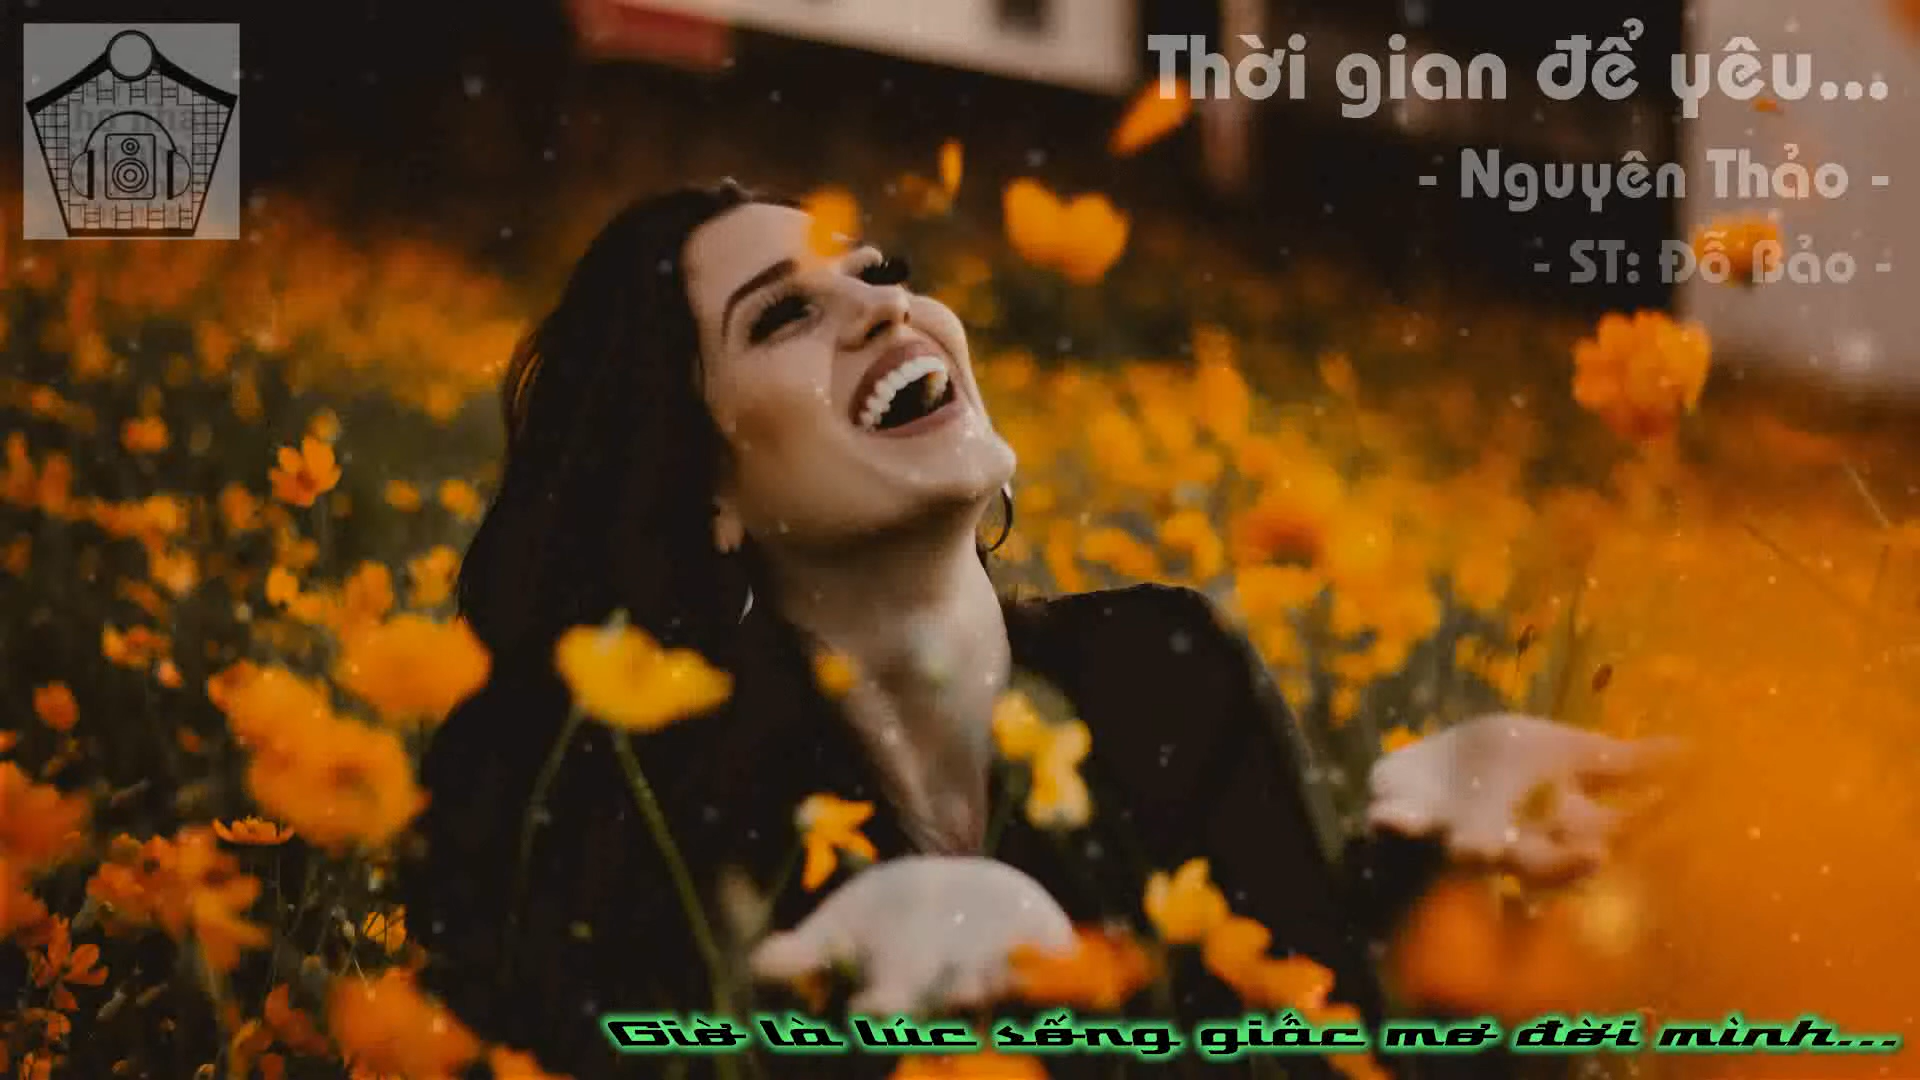 Thời gian để yêu...
- Nguyên Thảo -
- ST: Đỗ Bảo -
Giờ là lúc sống giấc mơ đời mình...